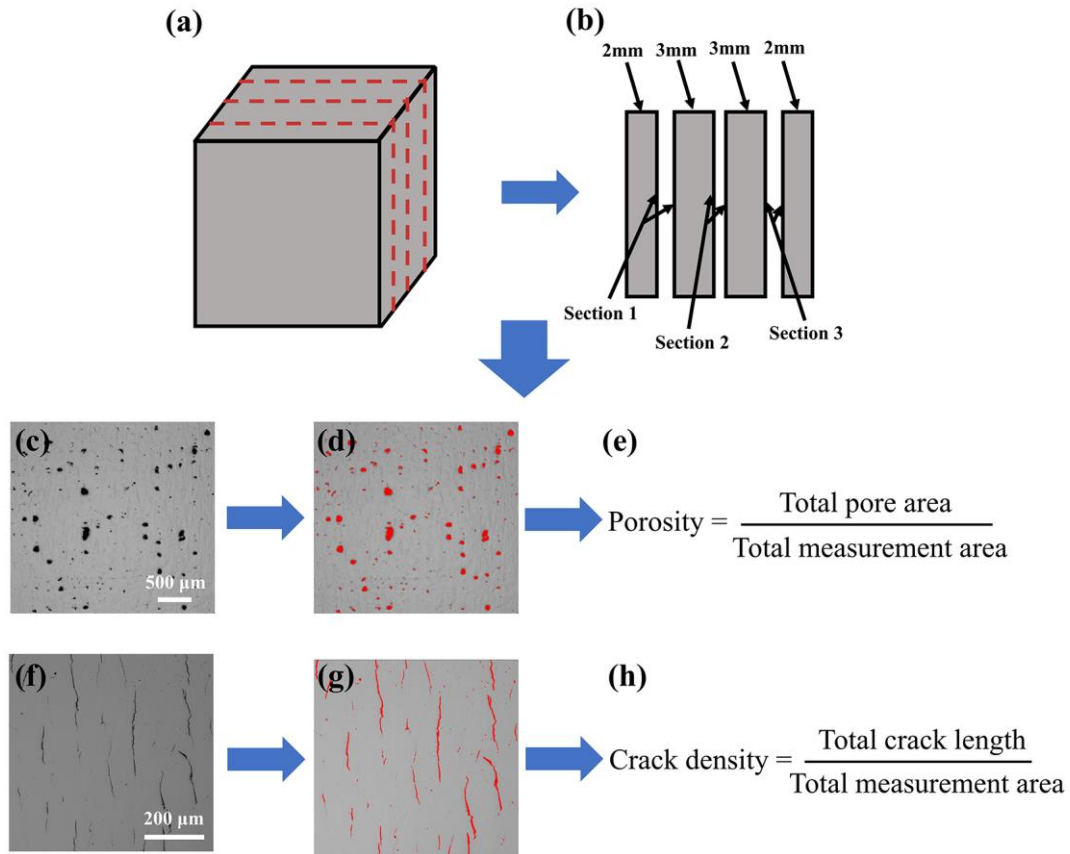 (a)
(b)
2mm 3mm 3mm 2mm
Section 1
Section 2
Section 3
(c)
500 μm
(d)
(e)
Porosity = Total pore area
Total measurement area
(f)
200 μm
(g)
(h)
Crack density = Total crack length
Total measurement area